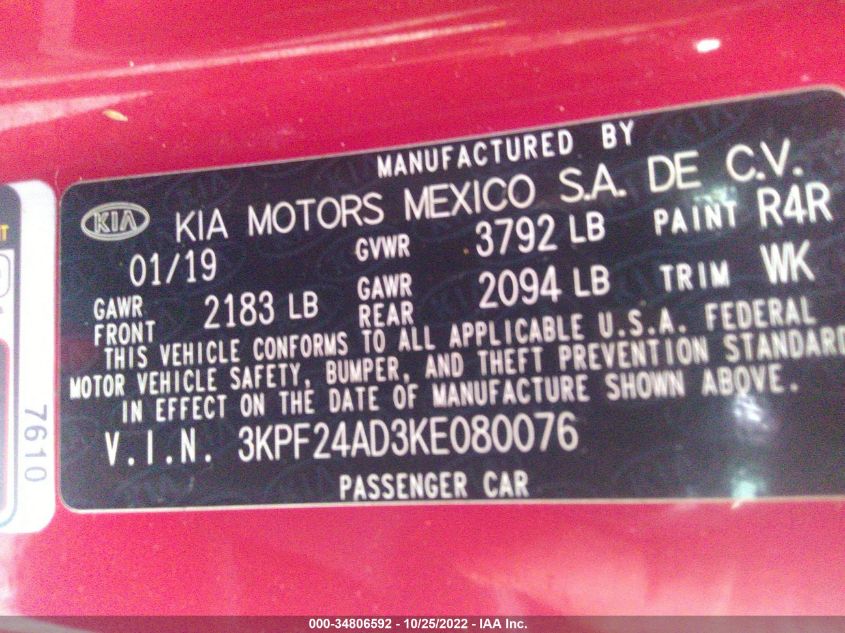 MANUFACTURED BY
KIA KIA MOTORS MEXICO S.A. DE C.V.
01/19 GVWR 3792 LB PAINT R4R
GAWR FRONT 2183 LB GAWR REAR 2094 LB TRIM WK
THIS VEHICLE CONFORMS TO ALL APPLICABLE U.S.A. FEDERAL
MOTOR VEHICLE SAFETY, BUMPER, AND THEFT PREVENTION STANDARD
IN EFFECT ON THE DATE OF MANUFACTURE SHOWN ABOVE.
V.I.N. 3KPF24AD3KE080076
PASSENGER CAR
7610
000-34806592 - 10/25/2022 - IAA Inc.